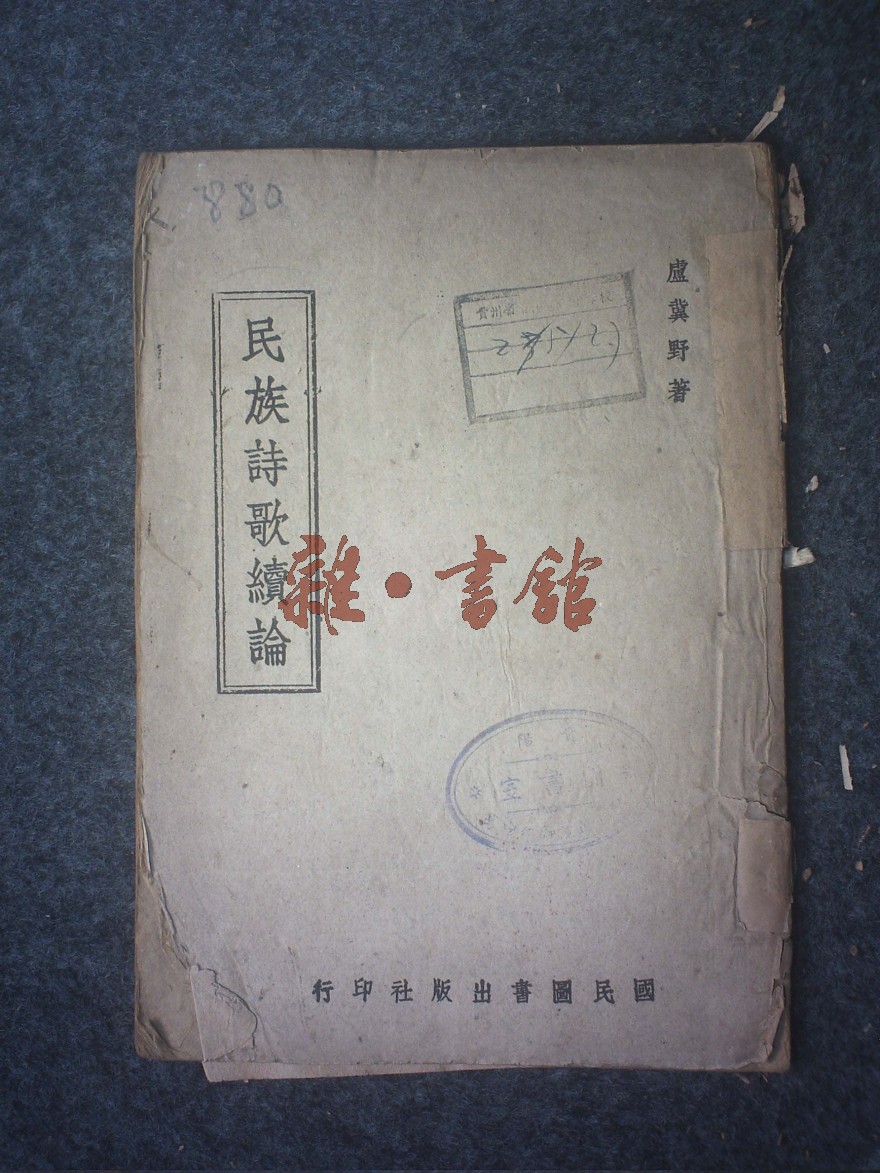 880
盧冀野著
民族詩歌續論
貴州省
雜·書館
國民圖書出版社印行